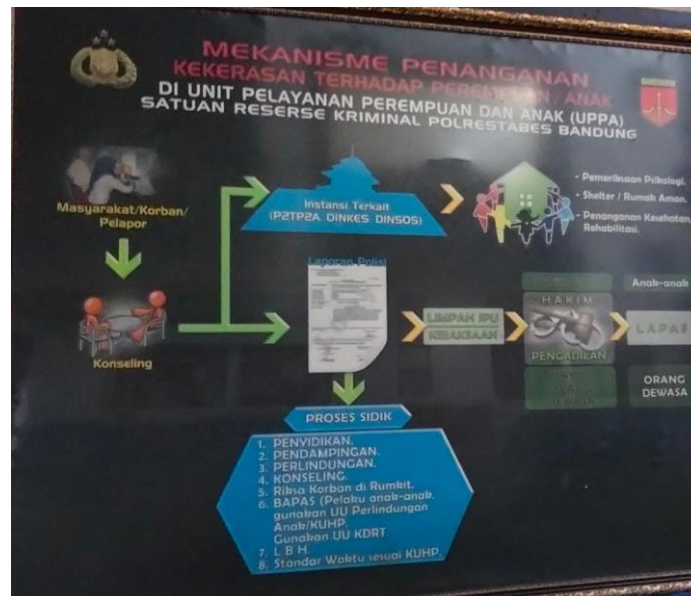 MEKANISME PENANGANAN
KEKERASAN TERHADAP PEREMPUAN / ANAK
DI UNIT PELAYANAN PEREMPUAN DAN ANAK (UPPA)
SATUAN RESERSE KRIMINAL POLRESTABES BANDUNG
Masyarakat/Korban/
Pelapor
Konseling
Instansi Terkait
(P2TP2A DINKES DINSOS)
- Pemeriksaan Psikologi.
- Shelter / Rumah Aman.
- Penanganan Kesehatan
Rehabilitasi.
Laporan Polisi
LIMPAH JPU
KEJAKSAAN
HAKIM
PENGADILAN
DEWASA
Anak-anak
LAPAS
ORANG
DEWASA
PROSES SIDIK
1. PENYIDIKAN.
2. PENDAMPINGAN.
3. PERLINDUNGAN.
4. KONSELING.
5. Riksa Korban di Rumkit.
6. BAPAS (Pelaku anak-anak,
gunakan UU Perlindungan
Anak/KUHP.
Gunakan UU KDRT.
7. L B H.
8. Standar Waktu sesuai KUHP.